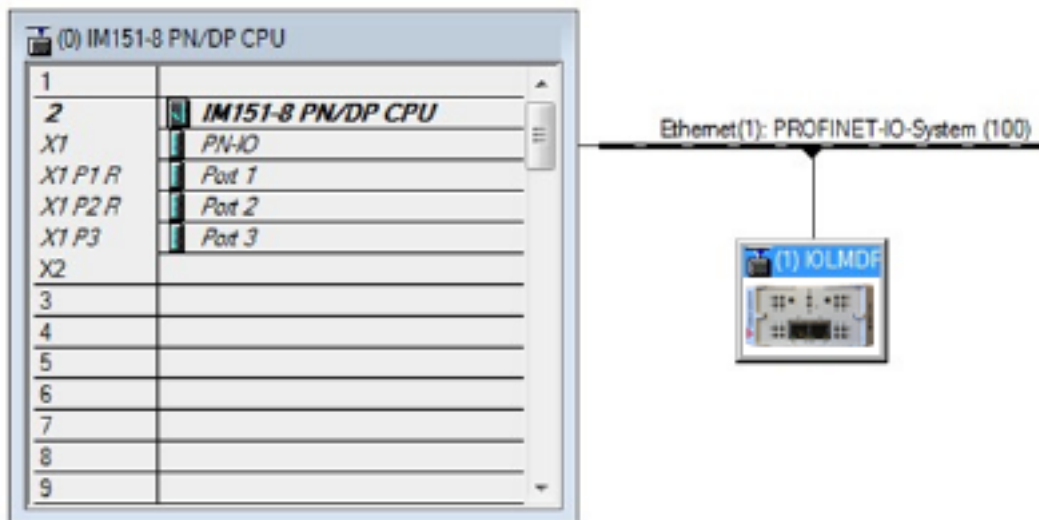 (0) IM151-8 PN/DP CPU
1
2 IM151-8 PN/DP CPU
X1 PN-IO
X1 P1 R Port 1
X1 P2 R Port 2
X1 P3 Port 3
X2
3
4
5
6
7
8
9
Ethernet(1): PROFINET-IO-System (100)
(1) IOLMDR